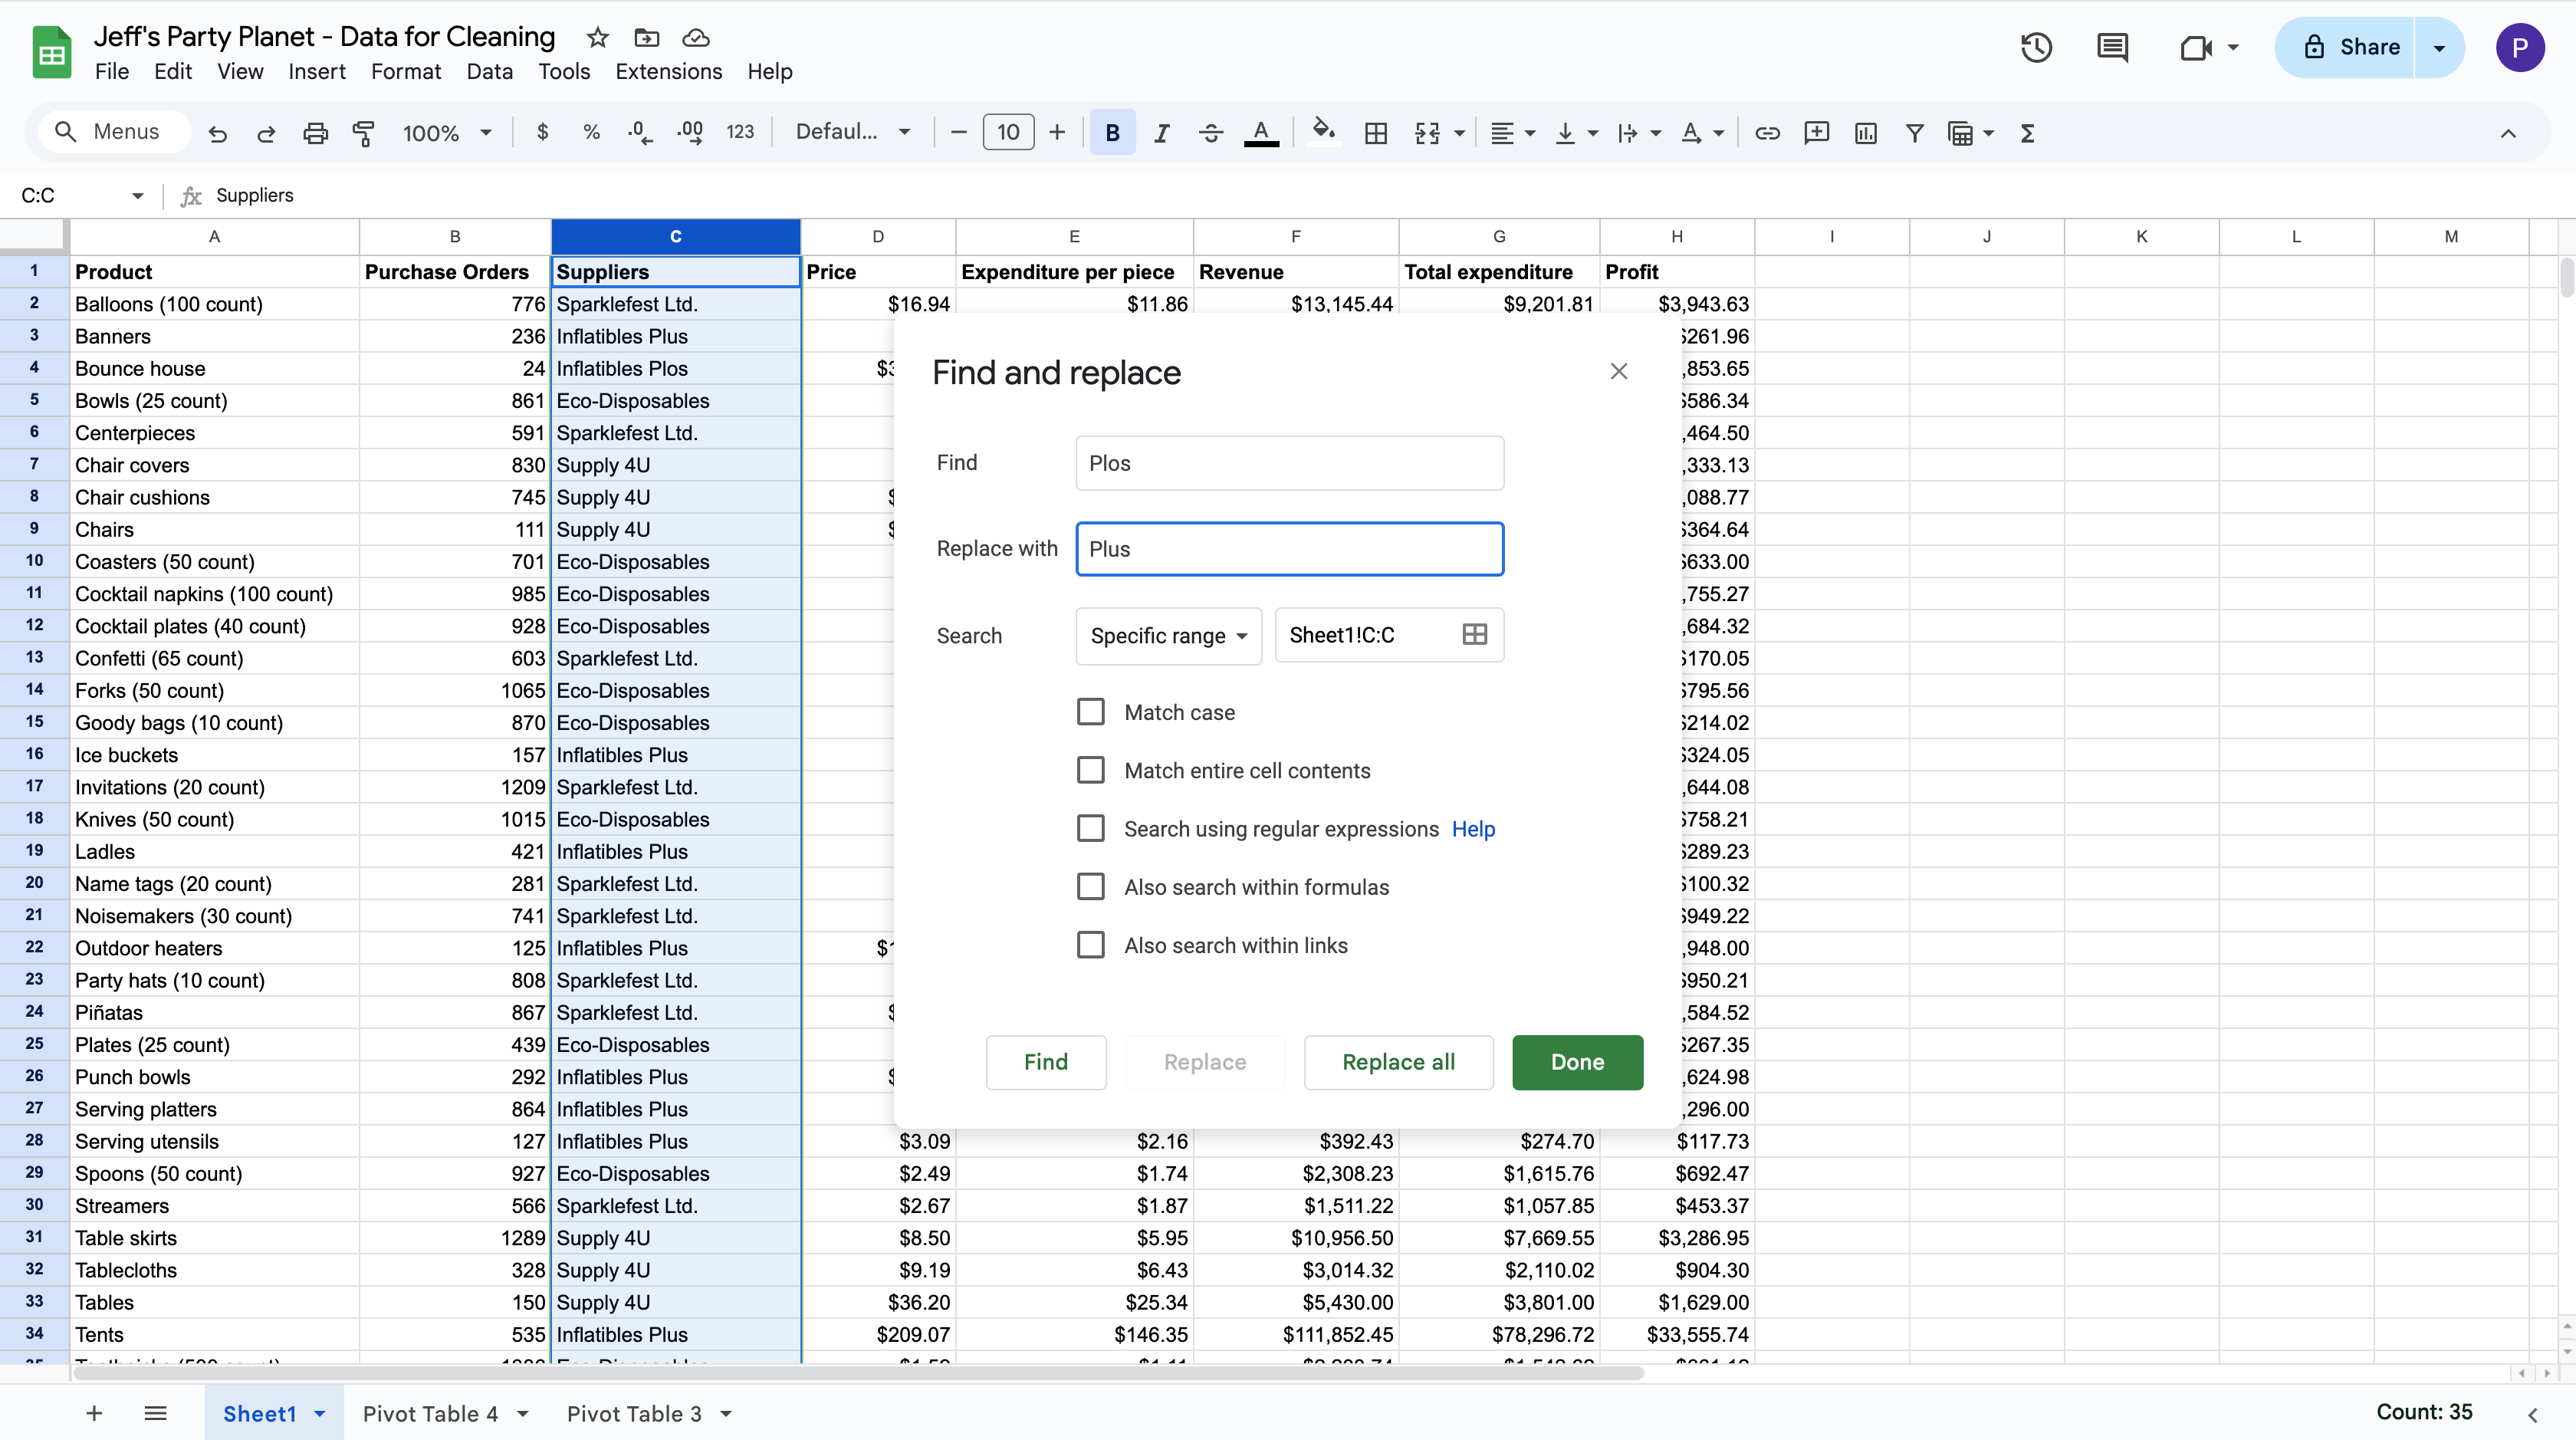 Jeff's Party Planet - Data for Cleaning
File Edit View Insert Format Data Tools Extensions Help
Share
P
Menus 100% $ % .0 .00 123 Defaul... 10 B I A
C:C fx Suppliers
A B C D E F G H I J K L M
1 Product Purchase Orders Suppliers Price Expenditure per piece Revenue Total expenditure Profit
2 Balloons (100 count) 776 Sparklefest Ltd. $16.94 $11.86 $13,145.44 $9,201.81 $3,943.63
3 Banners 236 Inflatibles Plus $261.96
4 Bounce house 24 Inflatibles Plos ,853.65
5 Bowls (25 count) 861 Eco-Disposables $586.34
6 Centerpieces 591 Sparklefest Ltd. ,464.50
7 Chair covers 830 Supply 4U ,333.13
8 Chair cushions 745 Supply 4U $ ,088.77
9 Chairs 111 Supply 4U $ $364.64
10 Coasters (50 count) 701 Eco-Disposables $633.00
11 Cocktail napkins (100 count) 985 Eco-Disposables ,755.27
12 Cocktail plates (40 count) 928 Eco-Disposables ,684.32
13 Confetti (65 count) 603 Sparklefest Ltd. $170.05
14 Forks (50 count) 1065 Eco-Disposables $795.56
15 Goody bags (10 count) 870 Eco-Disposables $214.02
16 Ice buckets 157 Inflatibles Plus $324.05
17 Invitations (20 count) 1209 Sparklefest Ltd. ,644.08
18 Knives (50 count) 1015 Eco-Disposables $758.21
19 Ladles 421 Inflatibles Plus $289.23
20 Name tags (20 count) 281 Sparklefest Ltd. $100.32
21 Noisemakers (30 count) 741 Sparklefest Ltd. $949.22
22 Outdoor heaters 125 Inflatibles Plus $1 ,948.00
23 Party hats (10 count) 808 Sparklefest Ltd. $950.21
24 Piñatas 867 Sparklefest Ltd. $ ,584.52
25 Plates (25 count) 439 Eco-Disposables $267.35
26 Punch bowls 292 Inflatibles Plus $ ,624.98
27 Serving platters 864 Inflatibles Plus ,296.00
28 Serving utensils 127 Inflatibles Plus $3.09 $2.16 $392.43 $274.70 $117.73
29 Spoons (50 count) 927 Eco-Disposables $2.49 $1.74 $2,308.23 $1,615.76 $692.47
30 Streamers 566 Sparklefest Ltd. $2.67 $1.87 $1,511.22 $1,057.85 $453.37
31 Table skirts 1289 Supply 4U $8.50 $5.95 $10,956.50 $7,669.55 $3,286.95
32 Tablecloths 328 Supply 4U $9.19 $6.43 $3,014.32 $2,110.02 $904.30
33 Tables 150 Supply 4U $36.20 $25.34 $5,430.00 $3,801.00 $1,629.00
34 Tents 535 Inflatibles Plus $209.07 $146.35 $111,852.45 $78,296.72 $33,555.74
Find and replace
Find Plos
Replace with Plus
Search Specific range Sheet1!C:C
Match case
Match entire cell contents
Search using regular expressions Help
Also search within formulas
Also search within links
Find Replace Replace all Done
Sheet1 Pivot Table 4 Pivot Table 3 Count: 35